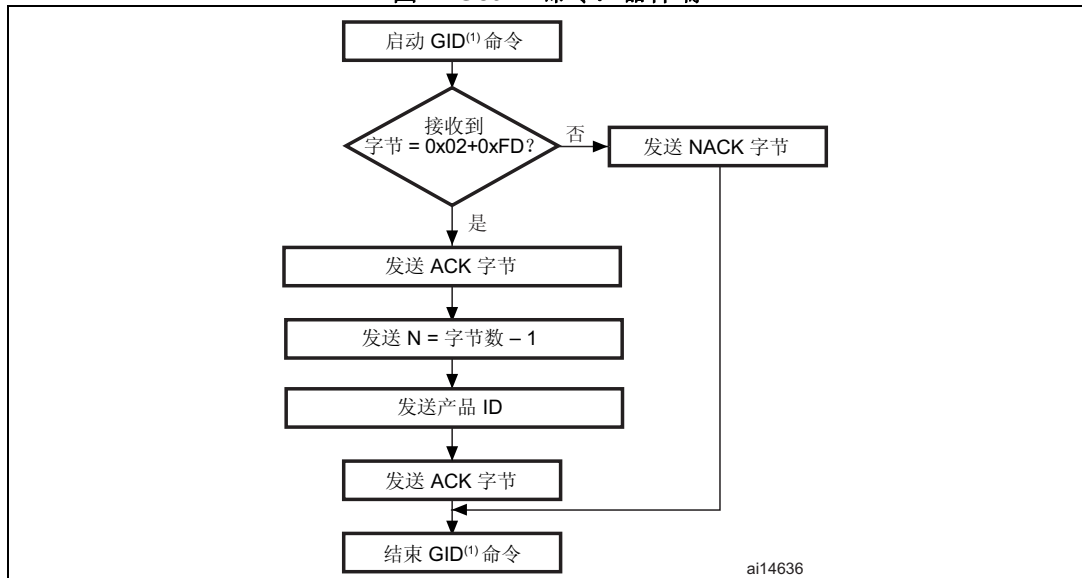 启动 GID(1) 命令
接收到
字节 = 0x02+0xFD?
否
发送 NACK 字节
是
发送 ACK 字节
发送 N = 字节数 – 1
发送产品 ID
发送 ACK 字节
结束 GID(1) 命令
ai14636